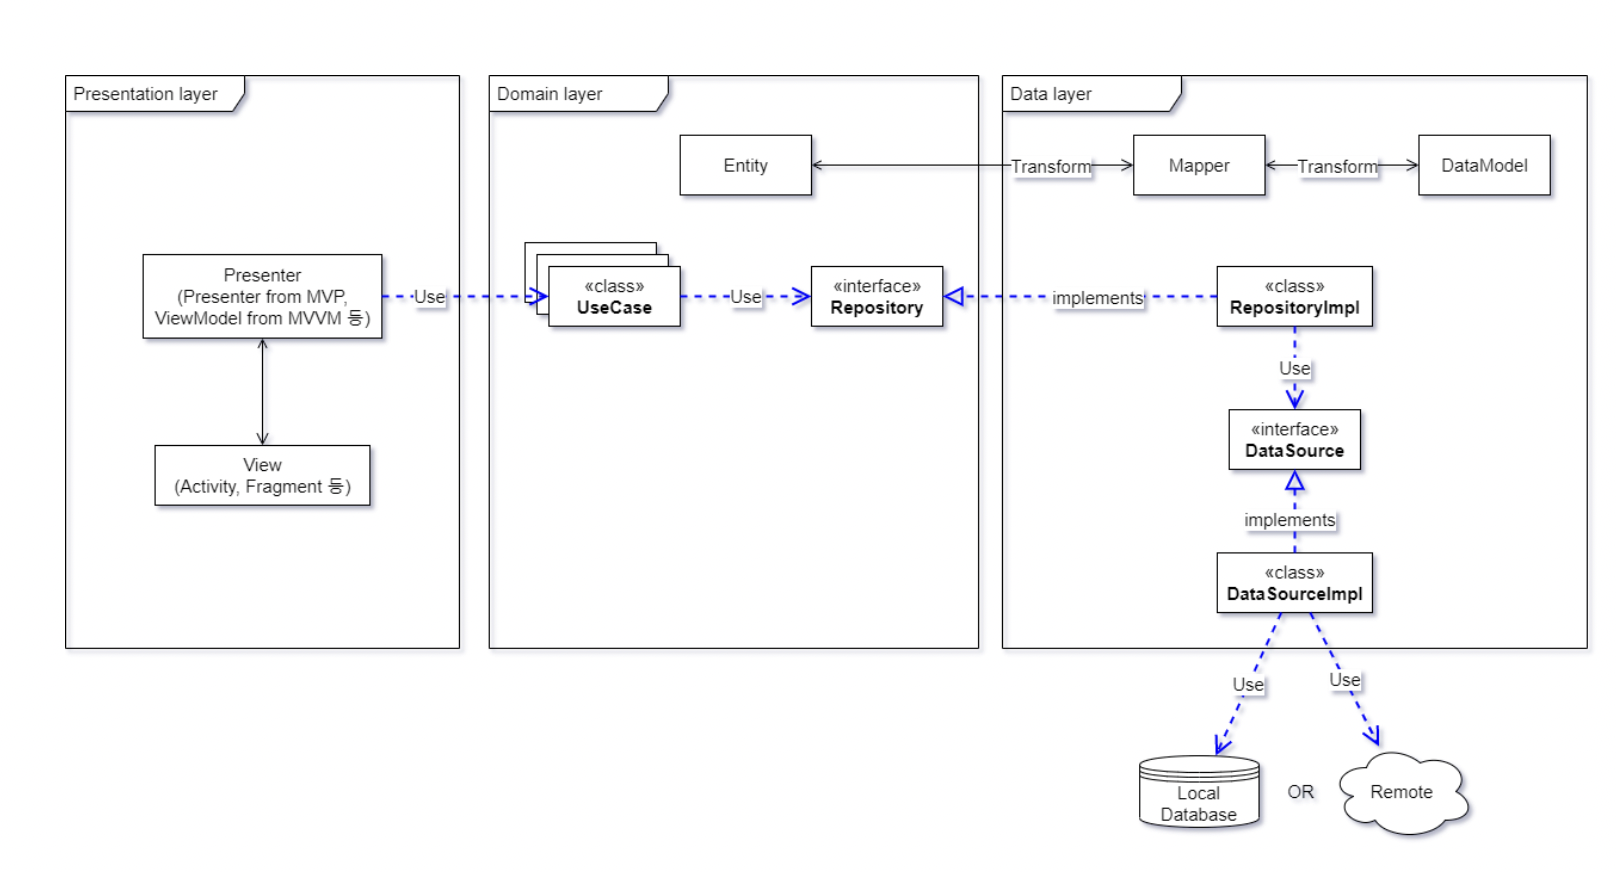 Presentation layer
Domain layer
Data layer
Entity
Transform
Mapper
Transform
DataModel
Presenter
(Presenter from MVP,
ViewModel from MVVM 등)
Use
«class»
UseCase
Use
«interface»
Repository
implements
«class»
RepositoryImpl
Use
«interface»
DataSource
View
(Activity, Fragment 등)
implements
«class»
DataSourceImpl
Use
Use
Local
Database
OR
Remote